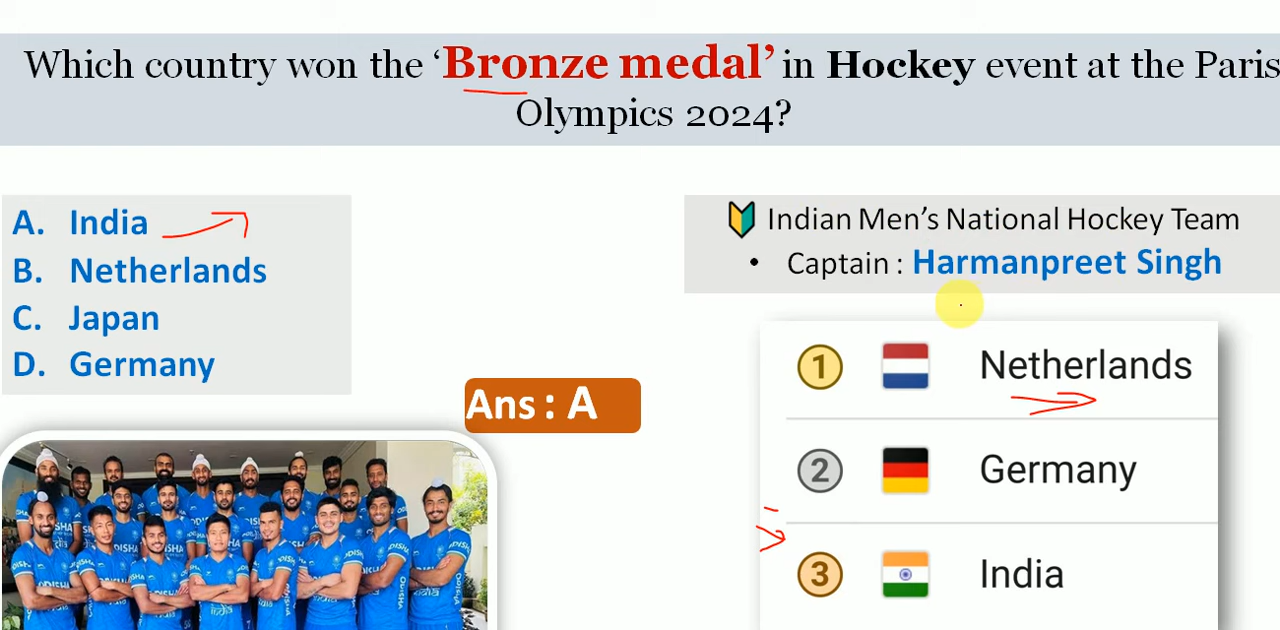 Which country won the ‘Bronze medal’ in Hockey event at the Paris
Olympics 2024?
A. India
B. Netherlands
C. Japan
D. Germany
Ans : A
Indian Men’s National Hockey Team
• Captain : Harmanpreet Singh
1 Netherlands
2 Germany
3 India